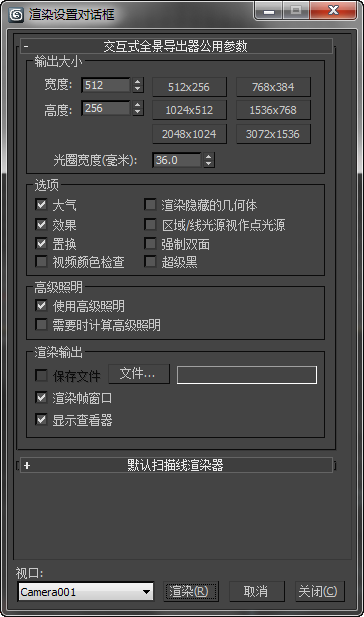 渲染设置对话框
- 交互式全景导出器公用参数
输出大小
宽度: 512 512x256 768x384
高度: 256 1024x512 1536x768
2048x1024 3072x1536
光圈宽度(毫米): 36.0
选项
大气 渲染隐藏的几何体
效果 区域/线光源视作点光源
置换 强制双面
视频颜色检查 超级黑
高级照明
使用高级照明
需要时计算高级照明
渲染输出
保存文件 文件...
渲染帧窗口
显示查看器
+ 默认扫描线渲染器
视口:
Camera001 渲染(R) 取消 关闭(C)